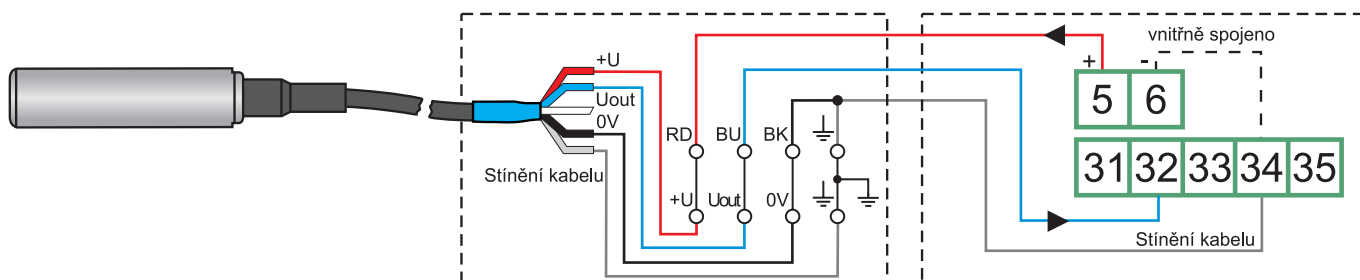 vnitřně spojeno
+U
+ -
5 6
Uout
0V
RD BU BK
31 32 33 34 35
Stínění kabelu
+U Uout 0V
Stínění kabelu